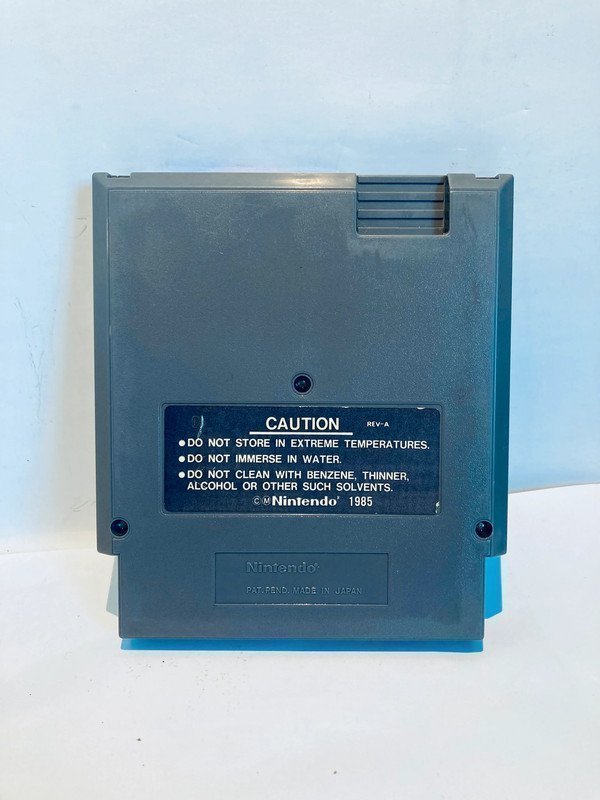 CAUTION REV-A
●DO NOT STORE IN EXTREME TEMPERATURES.
●DO NOT IMMERSE IN WATER.
●DO NOT CLEAN WITH BENZENE, THINNER,
ALCOHOL OR OTHER SUCH SOLVENTS.
©Ⓜ Nintendo® 1985
Nintendo®
PAT. PEND. MADE IN JAPAN